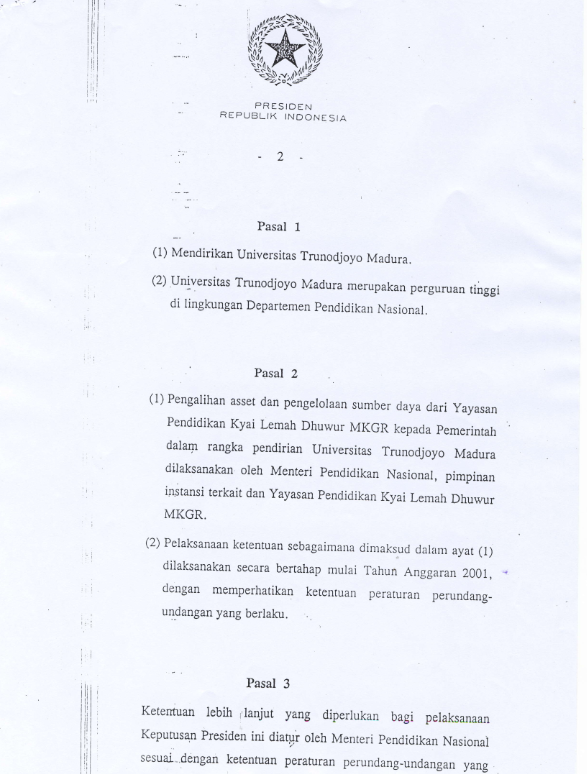 PRESIDEN
REPUBLIK INDONESIA
- 2 -
Pasal 1
(1) Mendirikan Universitas Trunodjoyo Madura.
(2) Universitas Trunodjoyo Madura merupakan perguruan tinggi
di lingkungan Departemen Pendidikan Nasional.
Pasal 2
(1) Pengalihan asset dan pengelolaan sumber daya dari Yayasan
Pendidikan Kyai Lemah Dhuwur MKGR kepada Pemerintah
dalam rangka pendirian Universitas Trunodjoyo Madura
dilaksanakan oleh Menteri Pendidikan Nasional, pimpinan
instansi terkait dan Yayasan Pendidikan Kyai Lemah Dhuwur
MKGR.
(2) Pelaksanaan ketentuan sebagaimana dimaksud dalam ayat (1)
dilaksanakan secara bertahap mulai Tahun Anggaran 2001,
dengan memperhatikan ketentuan peraturan perundang-
undangan yang berlaku.
Pasal 3
Ketentuan lebih lanjut yang diperlukan bagi pelaksanaan
Keputusan Presiden ini diatur oleh Menteri Pendidikan Nasional
sesuai dengan ketentuan peraturan perundang-undangan yang